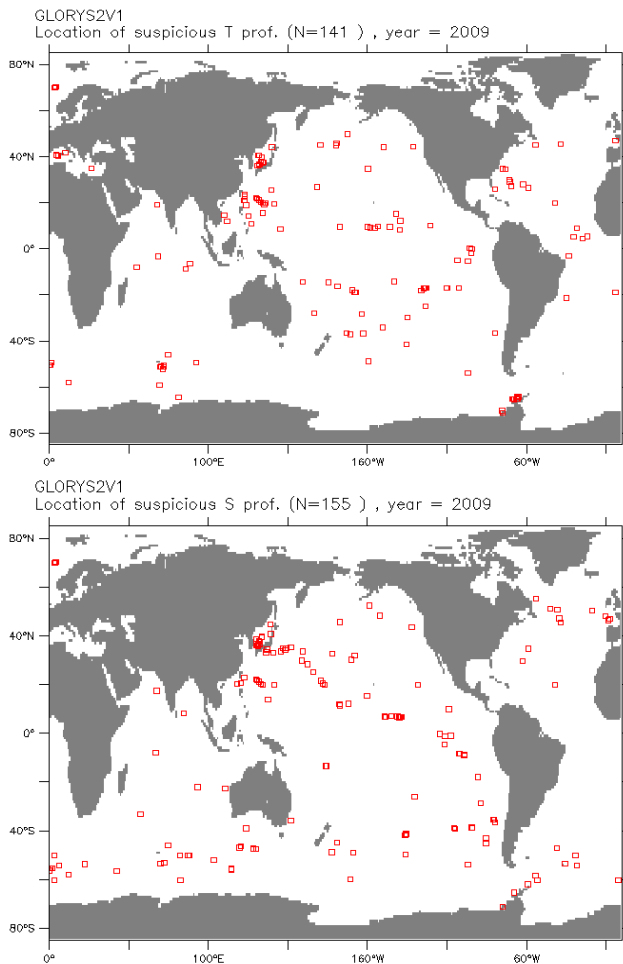 GLORYS2V1
Location of suspicious T prof. (N=141 ) , year = 2009
80°N
40°N
0°
40°S
80°S
0° 100°E 160°W 60°W
GLORYS2V1
Location of suspicious S prof. (N=155 ) , year = 2009
80°N
40°N
0°
40°S
80°S
0° 100°E 160°W 60°W